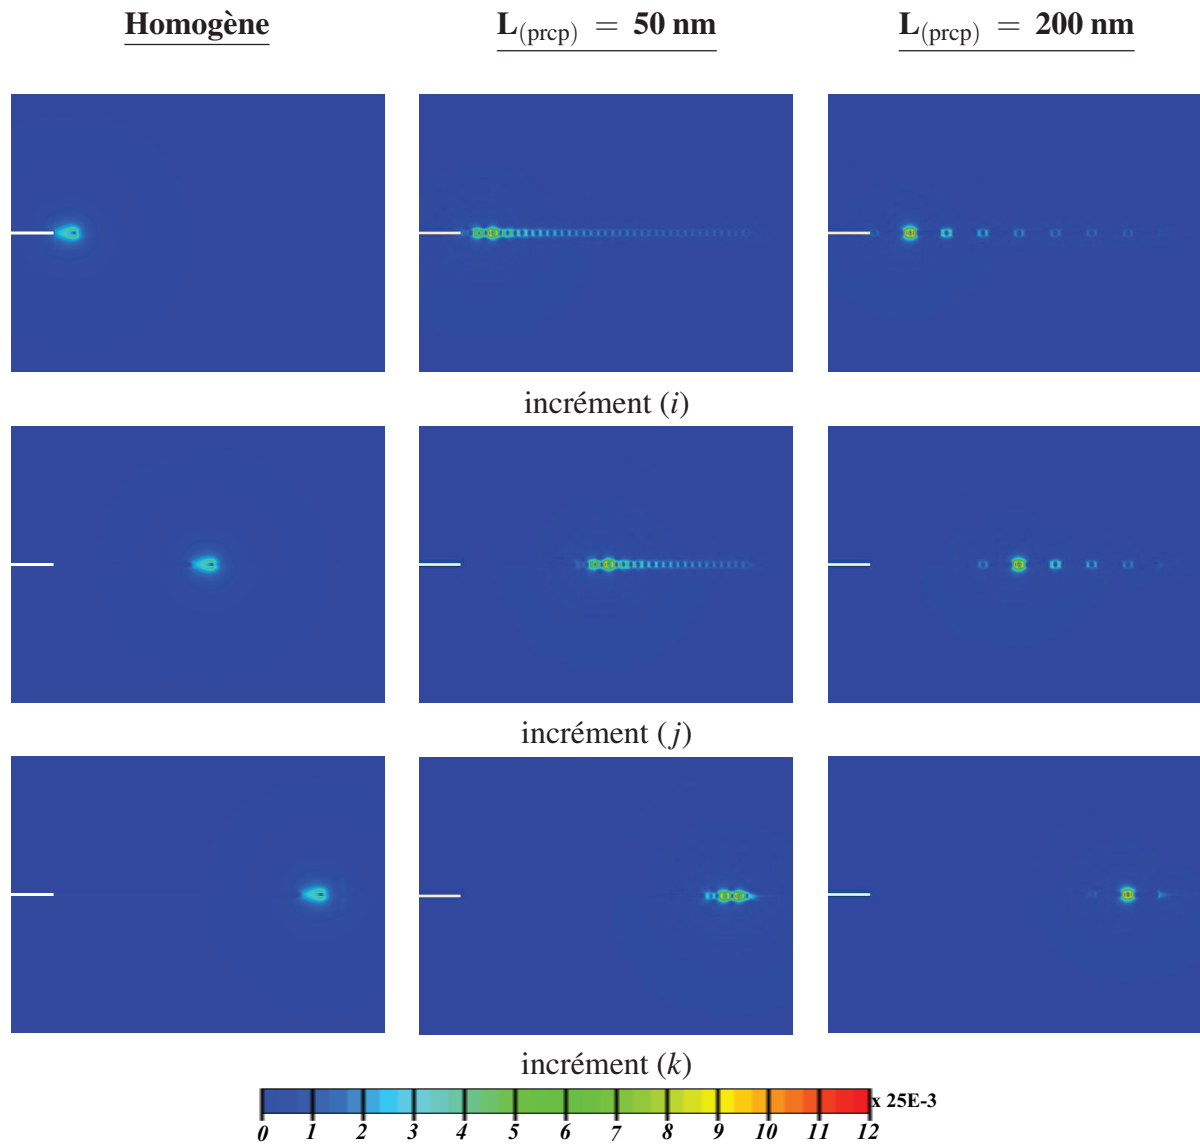 Homogène
L(prcp) = 50 nm
L(prcp) = 200 nm
incrément (i)
incrément (j)
incrément (k)
x 25E-3
0 1 2 3 4 5 6 7 8 9 10 11 12